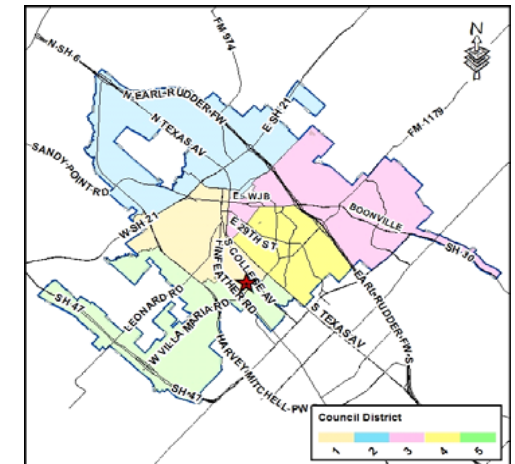 FM 974
N
N-SH-6
N-EARL-RUDDER-FW
E SH 21
N TEXAS AV
FM-1179
SANDY-POINT-RD
E WJB
BOONVILLE
W-SH 21
E 29TH ST
SH-30
S-COLLEGE-AV
FINFEATHER RD
LEONARD RD
S TEXAS AV
EARL-RUDDER-FW-S
SH-47
W VILLA MARIA-RD
HARVEY-MITCHELL-PW
SH-47
Council District
1 2 3 4 5